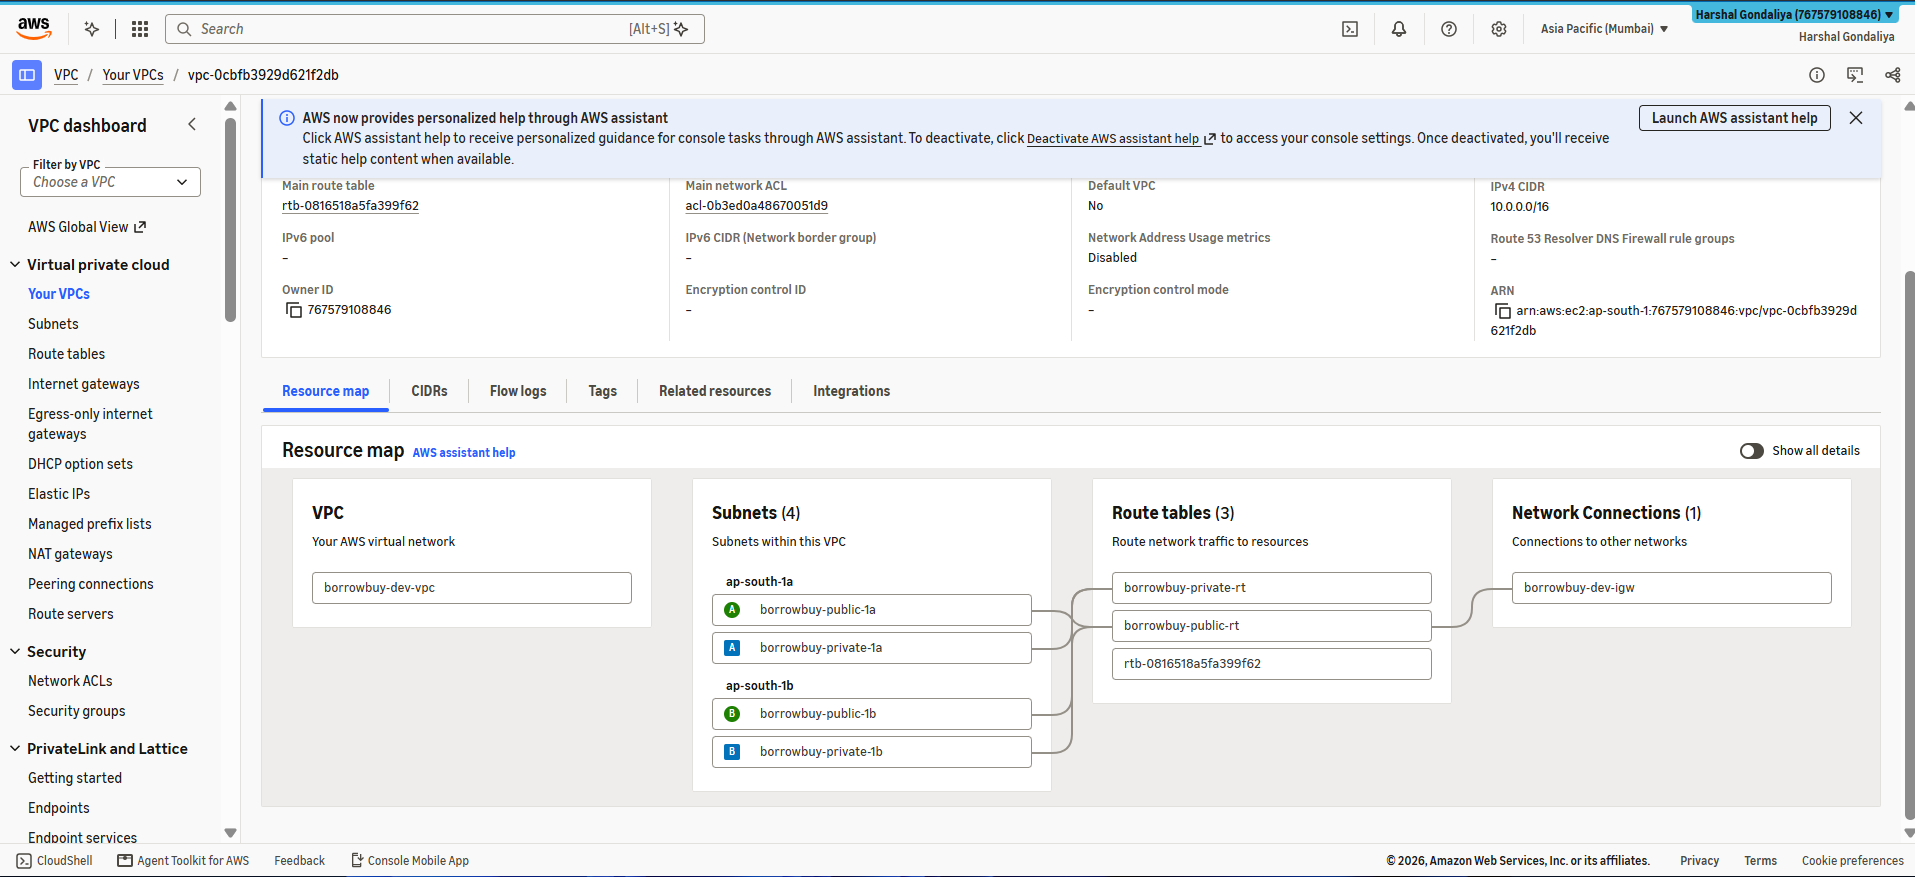 aws
Search [Alt+S]
Asia Pacific (Mumbai)
Harshal Gondaliya (767579108846)
Harshal Gondaliya
VPC / Your VPCs / vpc-0cbfb3929d621f2db
VPC dashboard
Filter by VPC
Choose a VPC
AWS Global View
Virtual private cloud
Your VPCs
Subnets
Route tables
Internet gateways
Egress-only internet
gateways
DHCP option sets
Elastic IPs
Managed prefix lists
NAT gateways
Peering connections
Route servers
Security
Network ACLs
Security groups
PrivateLink and Lattice
Getting started
Endpoints
Endpoint services
AWS now provides personalized help through AWS assistant
Click AWS assistant help to receive personalized guidance for console tasks through AWS assistant. To deactivate, click Deactivate AWS assistant help to access your console settings. Once deactivated, you'll receive
static help content when available.
Launch AWS assistant help
Main route table
rtb-0816518a5fa399f62
Main network ACL
acl-0b3ed0a48670051d9
Default VPC
No
IPv4 CIDR
10.0.0.0/16
IPv6 pool
–
IPv6 CIDR (Network border group)
–
Network Address Usage metrics
Disabled
Route 53 Resolver DNS Firewall rule groups
–
Owner ID
767579108846
Encryption control ID
–
Encryption control mode
–
ARN
arn:aws:ec2:ap-south-1:767579108846:vpc/vpc-0cbfb3929d
621f2db
Resource map
CIDRs
Flow logs
Tags
Related resources
Integrations
Resource map AWS assistant help
Show all details
VPC
Your AWS virtual network
borrowbuy-dev-vpc
Subnets (4)
Subnets within this VPC
ap-south-1a
A borrowbuy-public-1a
A borrowbuy-private-1a
ap-south-1b
B borrowbuy-public-1b
B borrowbuy-private-1b
Route tables (3)
Route network traffic to resources
borrowbuy-private-rt
borrowbuy-public-rt
rtb-0816518a5fa399f62
Network Connections (1)
Connections to other networks
borrowbuy-dev-igw
CloudShell
Agent Toolkit for AWS
Feedback
Console Mobile App
© 2026, Amazon Web Services, Inc. or its affiliates.
Privacy
Terms
Cookie preferences